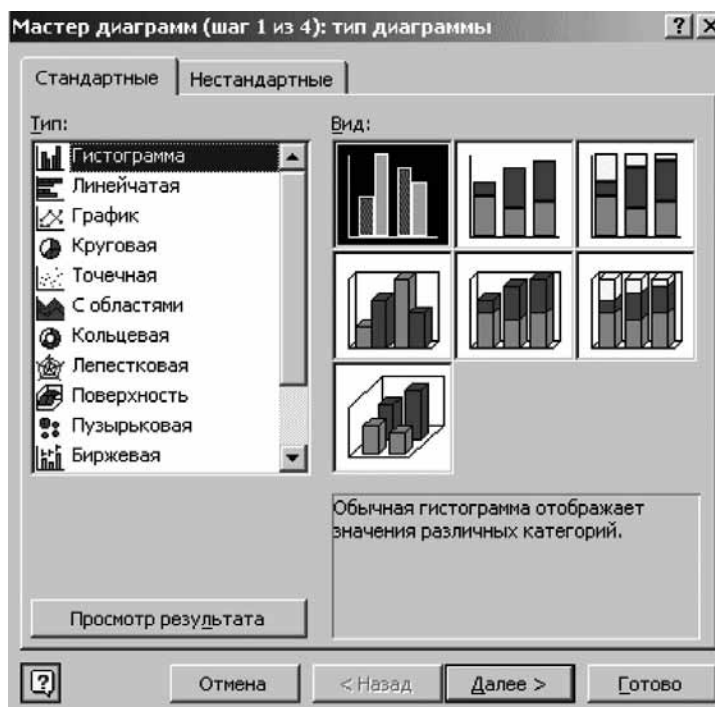 Мастер диаграмм (шаг 1 из 4): тип диаграммы
Стандартные
Нестандартные
Тип:
Гистограмма
Линейчатая
График
Круговая
Точечная
С областями
Кольцевая
Лепестковая
Поверхность
Пузырьковая
Биржевая
Вид:
Обычная гистограмма отображает
значения различных категорий.
Просмотр результата
Отмена
< Назад
Далее >
Готово